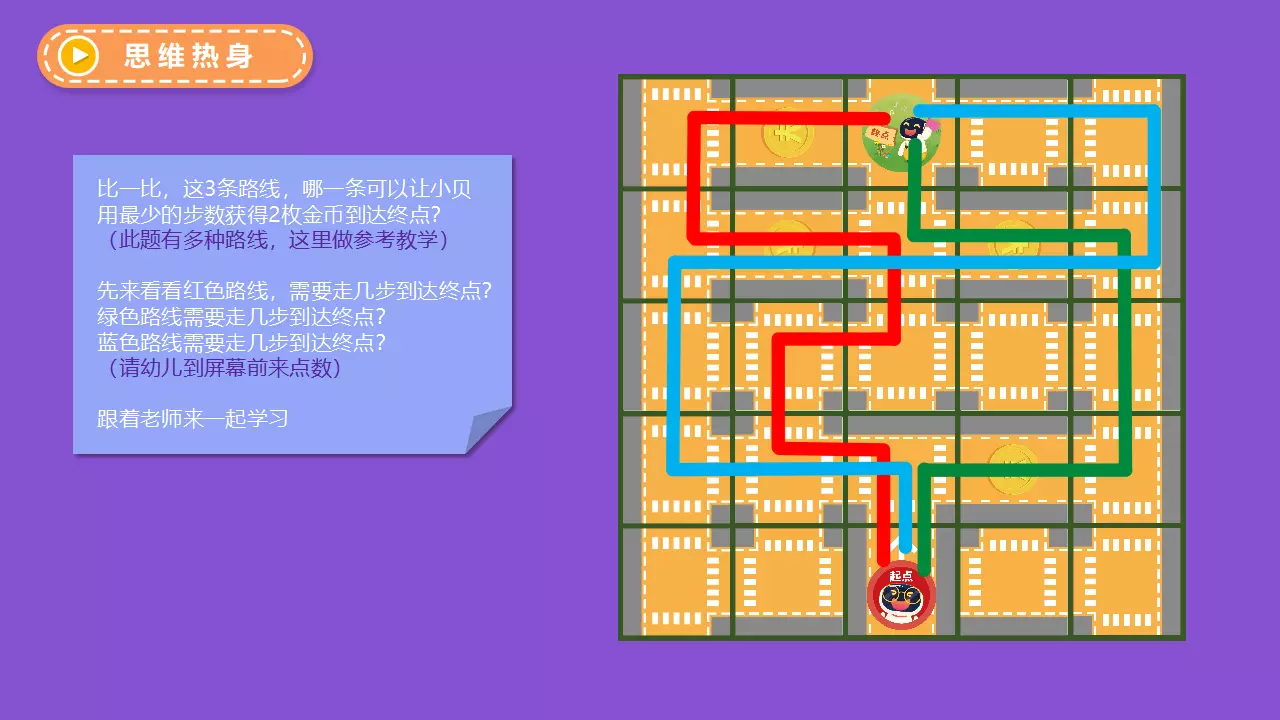 思维热身
比一比，这3条路线，哪一条可以让小贝
用最少的步数获得2枚金币到达终点?
（此题有多种路线，这里做参考教学）
先来看看红色路线，需要走几步到达终点?
绿色路线需要走几步到达终点?
蓝色路线需要走几步到达终点?
（请幼儿到屏幕前来点数）
跟着老师来一起学习
终点
起点